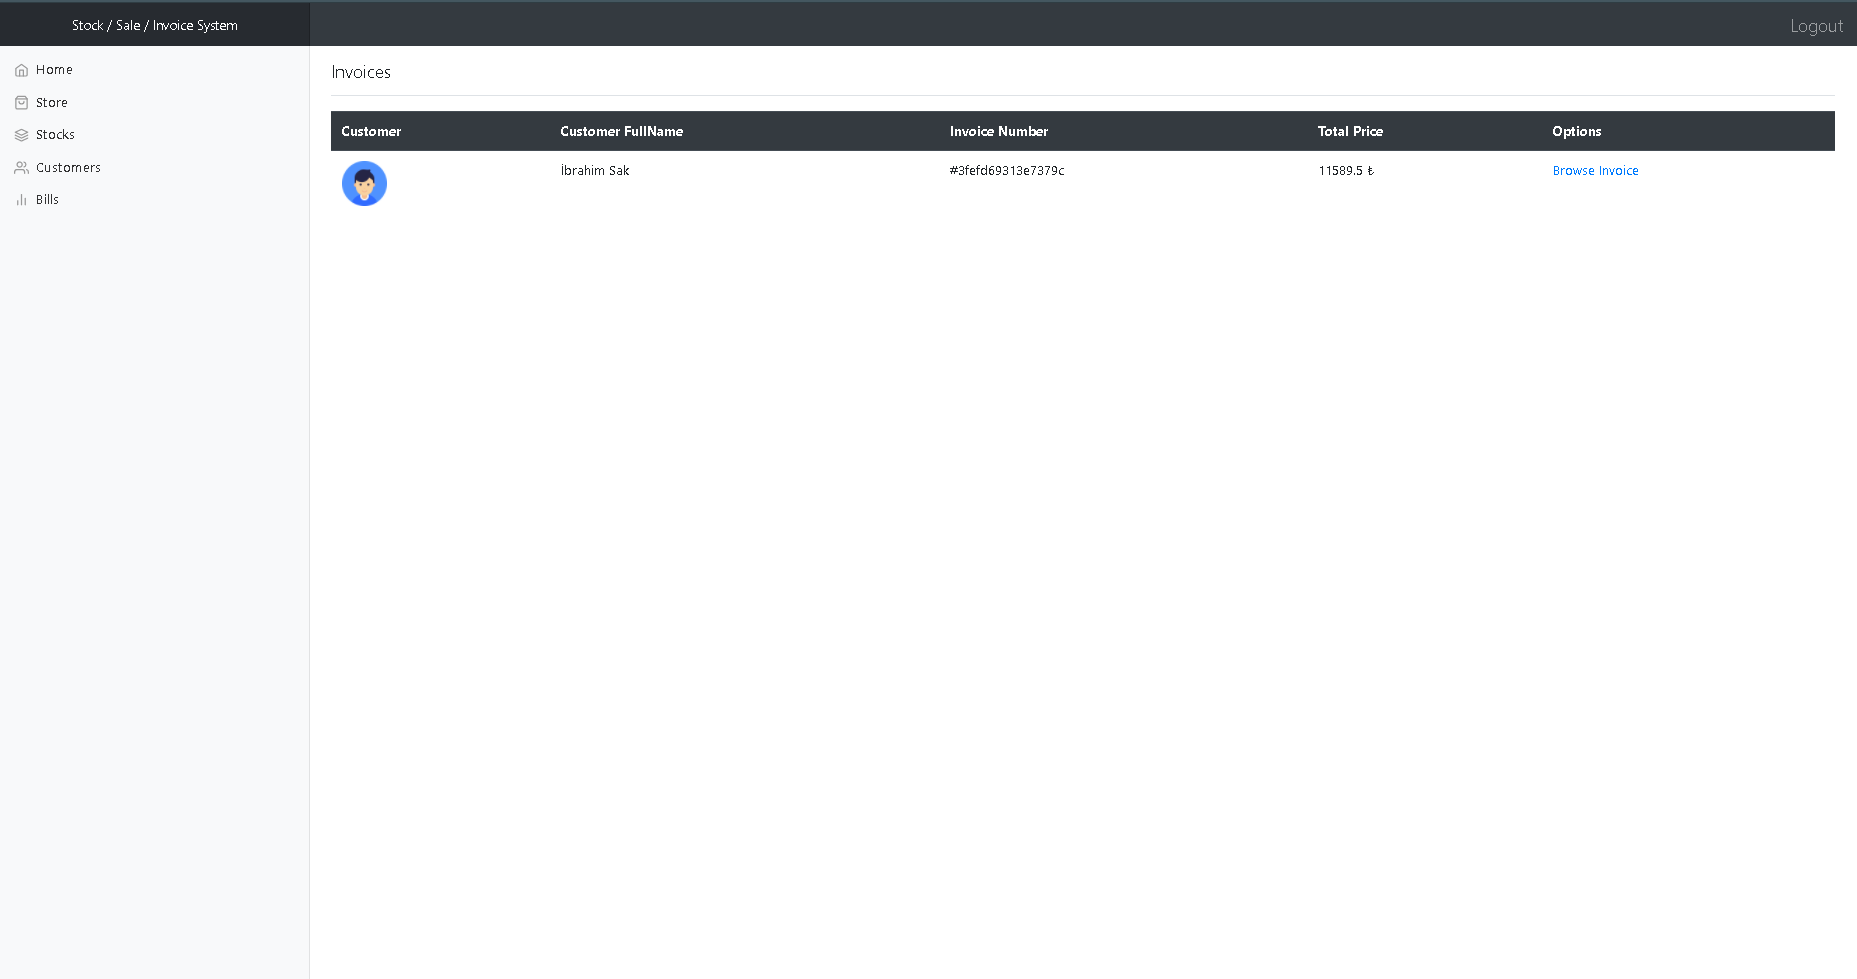 Stock / Sale / Invoice System
Logout
Home
Store
Stocks
Customers
Bills
Invoices
Customer Customer FullName Invoice Number Total Price Options
İbrahim Sak #3fefd69313e7379c 11589.5 ₺ Browse Invoice